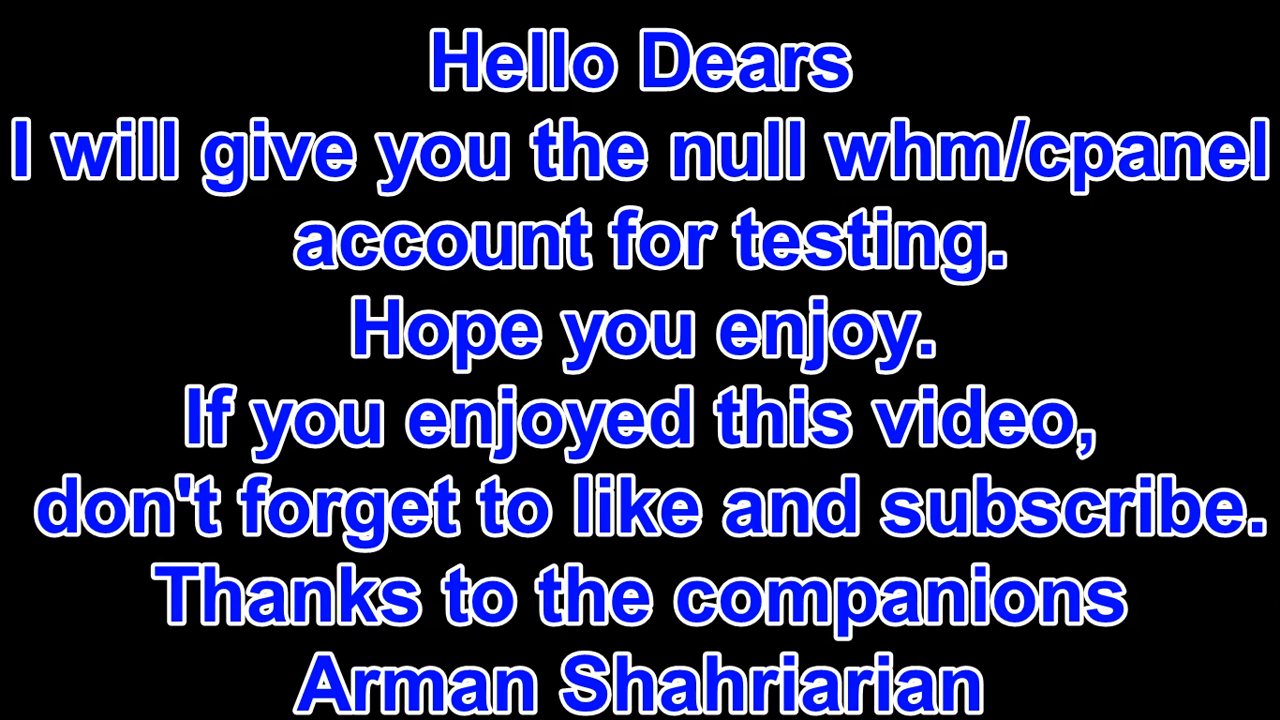 Hello Dears
I will give you the null whm/cpanel
account for testing.
Hope you enjoy.
If you enjoyed this video,
don't forget to like and subscribe.
Thanks to the companions
Arman Shahriarian